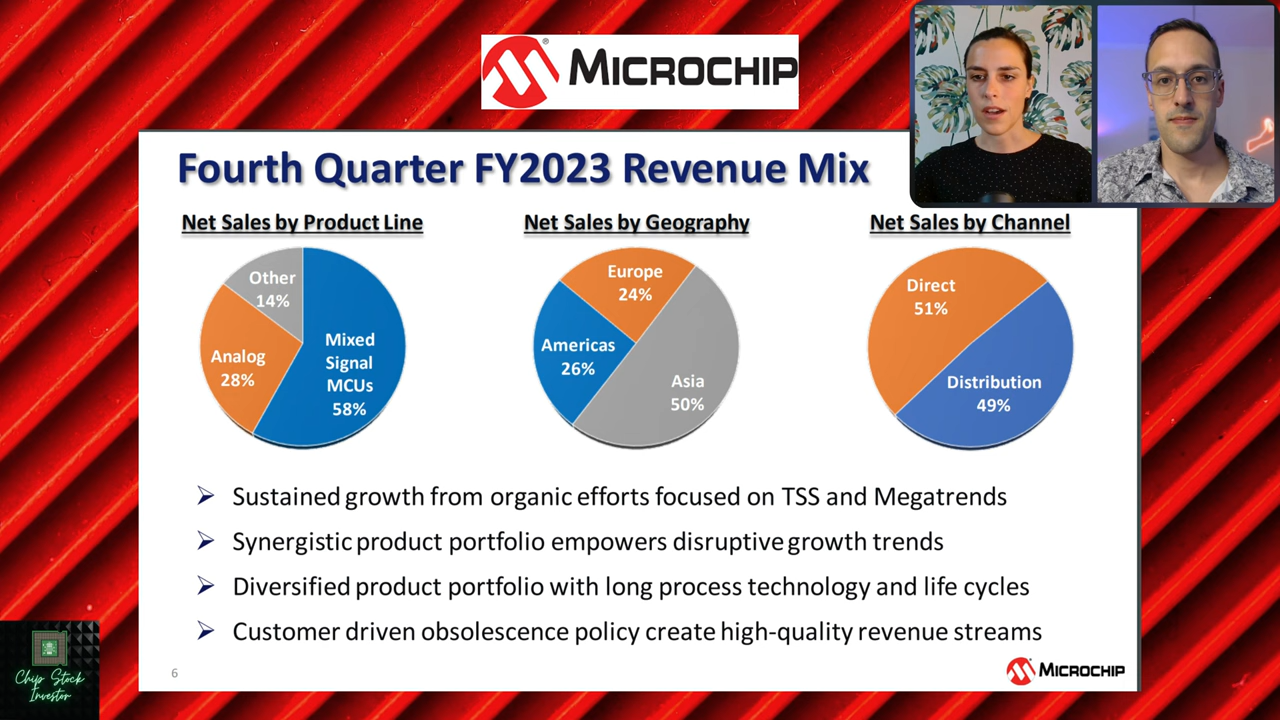 MICROCHIP
Fourth Quarter FY2023 Revenue Mix
Net Sales by Product Line
Other
14%
Analog
28%
Mixed
Signal
MCUs
58%
Net Sales by Geography
Europe
24%
Americas
26%
Asia
50%
Net Sales by Channel
Direct
51%
Distribution
49%
➢ Sustained growth from organic efforts focused on TSS and Megatrends
➢ Synergistic product portfolio empowers disruptive growth trends
➢ Diversified product portfolio with long process technology and life cycles
➢ Customer driven obsolescence policy create high-quality revenue streams
6
MICROCHIP
Chip Stock
Investor